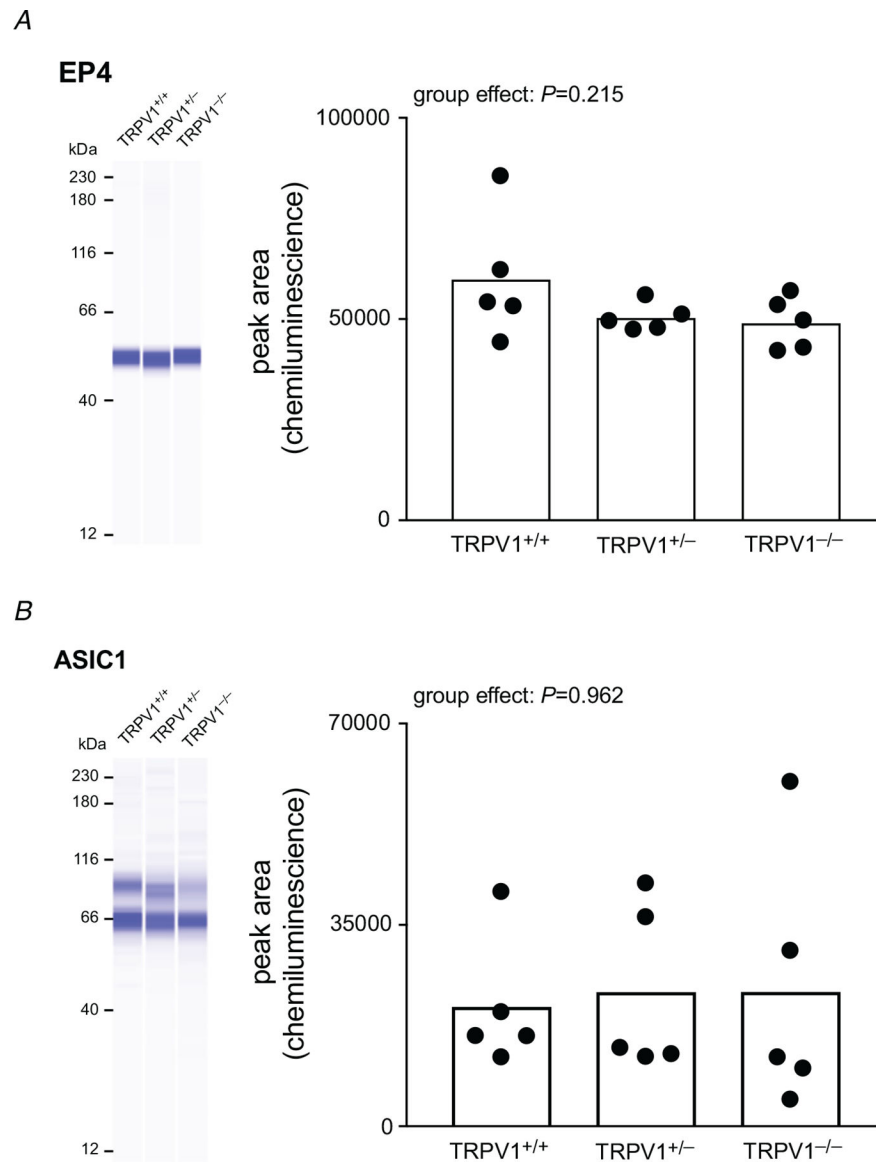 A
EP4
TRPV1+/+ TRPV1+/– TRPV1–/–
kDa
230
180
116
66
40
12
group effect: P=0.215
100000
50000
0
peak area
(chemiluminescience)
TRPV1+/+ TRPV1+/– TRPV1–/–
B
ASIC1
TRPV1+/+ TRPV1+/– TRPV1–/–
kDa
230
180
116
66
40
12
group effect: P=0.962
70000
35000
0
peak area
(chemiluminescience)
TRPV1+/+ TRPV1+/– TRPV1–/–